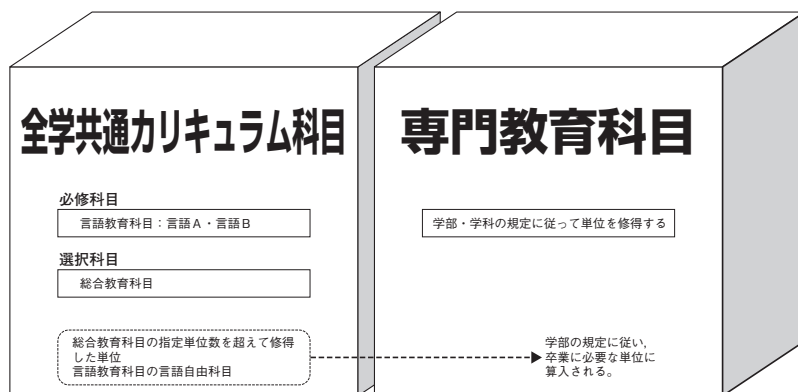 全学共通カリキュラム科目
必修科目
言語教育科目：言語Ａ・言語Ｂ
選択科目
総合教育科目
総合教育科目の指定単位数を超えて修得
した単位
言語教育科目の言語自由科目
専門教育科目
学部・学科の規定に従って単位を修得する
学部の規定に従い，
卒業に必要な単位に
算入される。